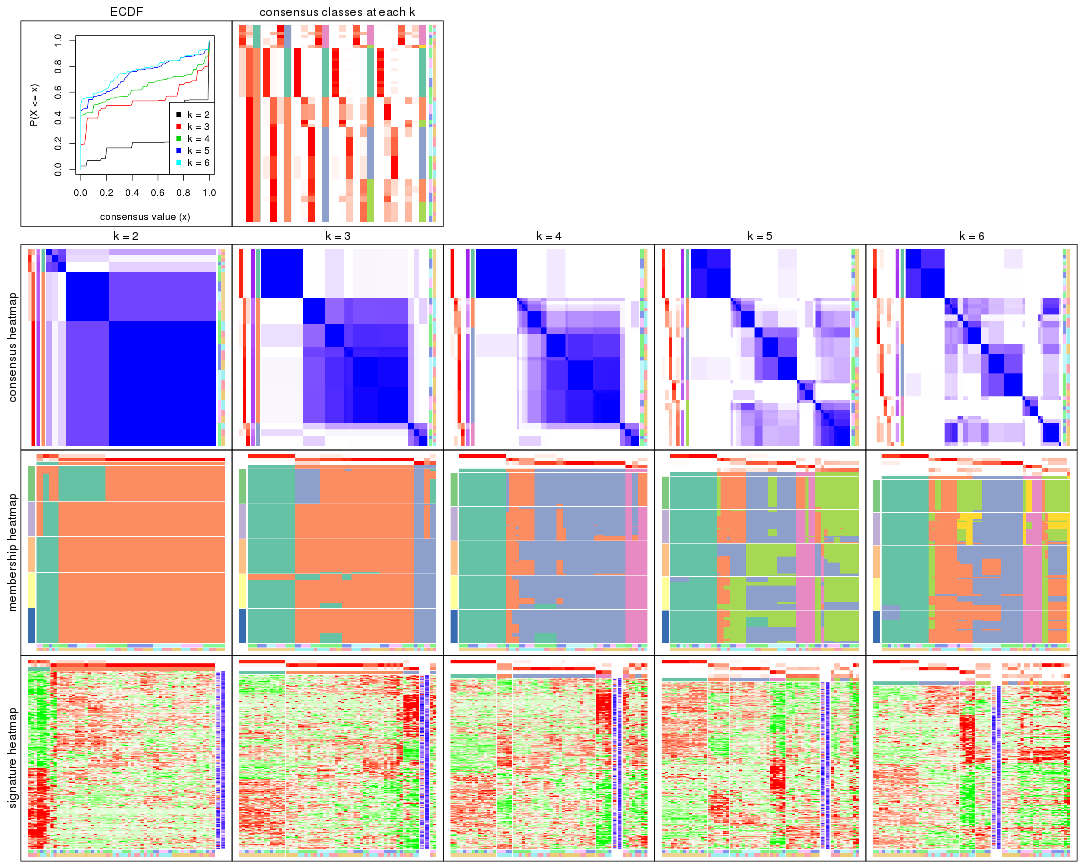 ECDF
consensus classes at each k
P(X <= x)
0.0
0.2
0.4
0.6
0.8
1.0
k = 2
k = 3
k = 4
k = 5
k = 6
0.0 0.2 0.4 0.6 0.8 1.0
consensus value (x)
k = 2
k = 3
k = 4
k = 5
k = 6
consensus heatmap
membership heatmap
signature heatmap